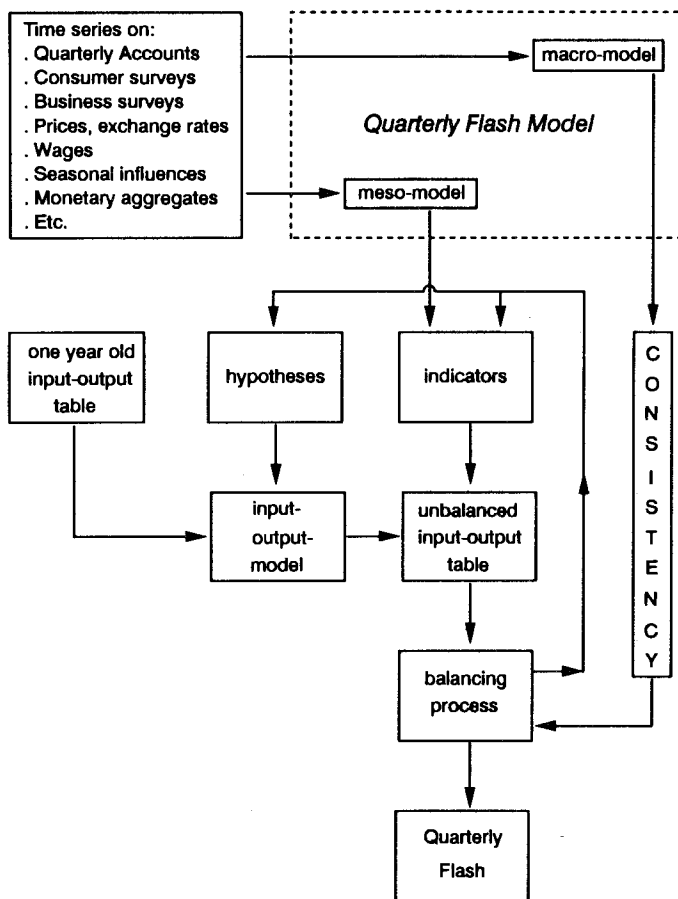 Time series on:
. Quarterly Accounts
. Consumer surveys
. Business surveys
. Prices, exchange rates
. Wages
. Seasonal influences
. Monetary aggregates
. Etc.
macro-model
Quarterly Flash Model
meso-model
one year old
input-output
table
hypotheses
indicators
CONSISTENCY
input-
output-
model
unbalanced
input-output
table
balancing
process
Quarterly
Flash